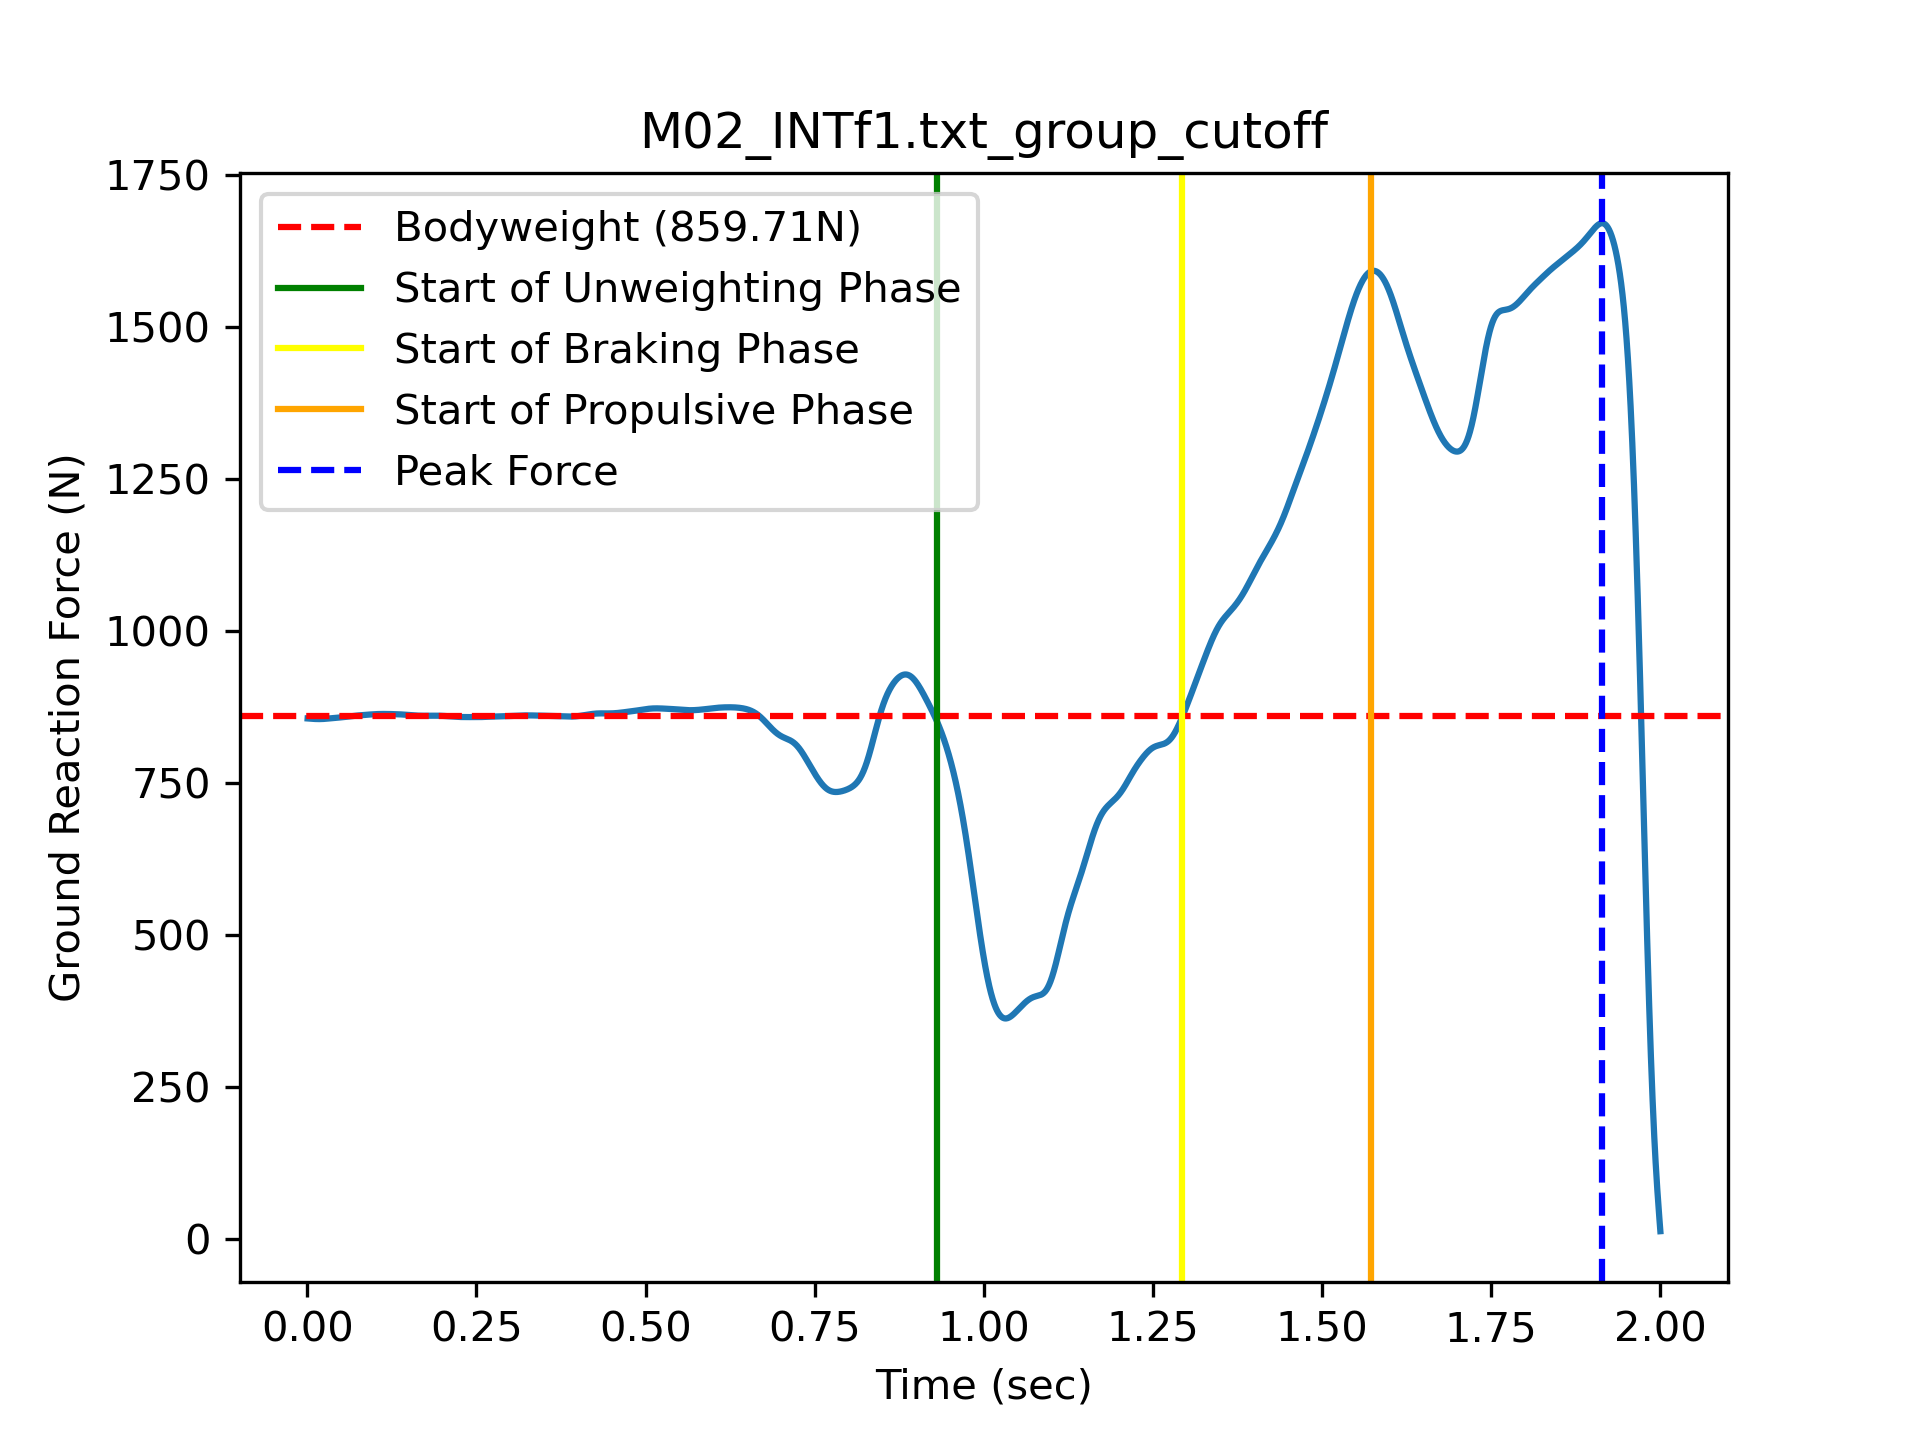 M02_INTf1.txt_group_cutoff
1750
1500
1250
1000
750
500
250
0
Ground Reaction Force (N)
Bodyweight (859.71N)
Start of Unweighting Phase
Start of Braking Phase
Start of Propulsive Phase
Peak Force
0.00 0.25 0.50 0.75 1.00 1.25 1.50 1.75 2.00
Time (sec)